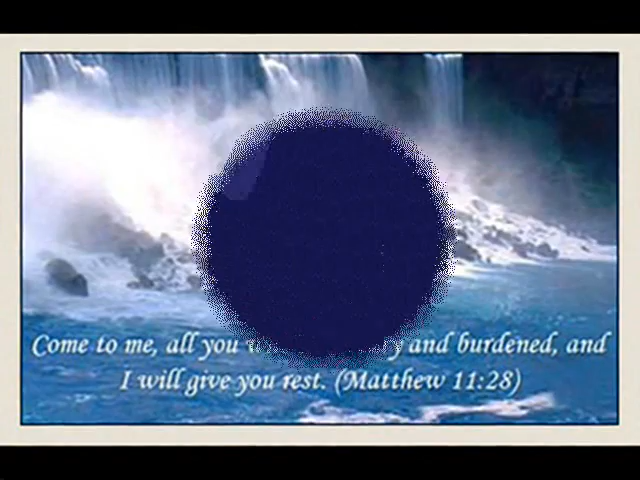 Come to me, all you and burdened, and
I will give you rest. (Matthew 11:28)